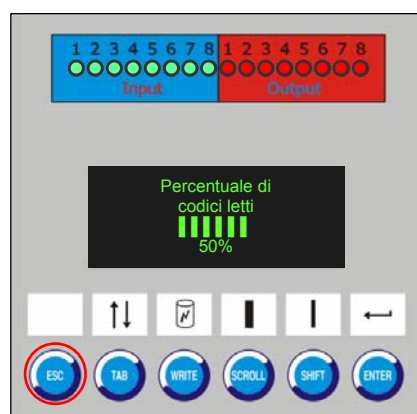 1 2 3 4 5 6 7 8 1 2 3 4 5 6 7 8
Input Output
Percentuale di
codici letti
50%
ESC TAB WRITE SCROLL SHIFT ENTER